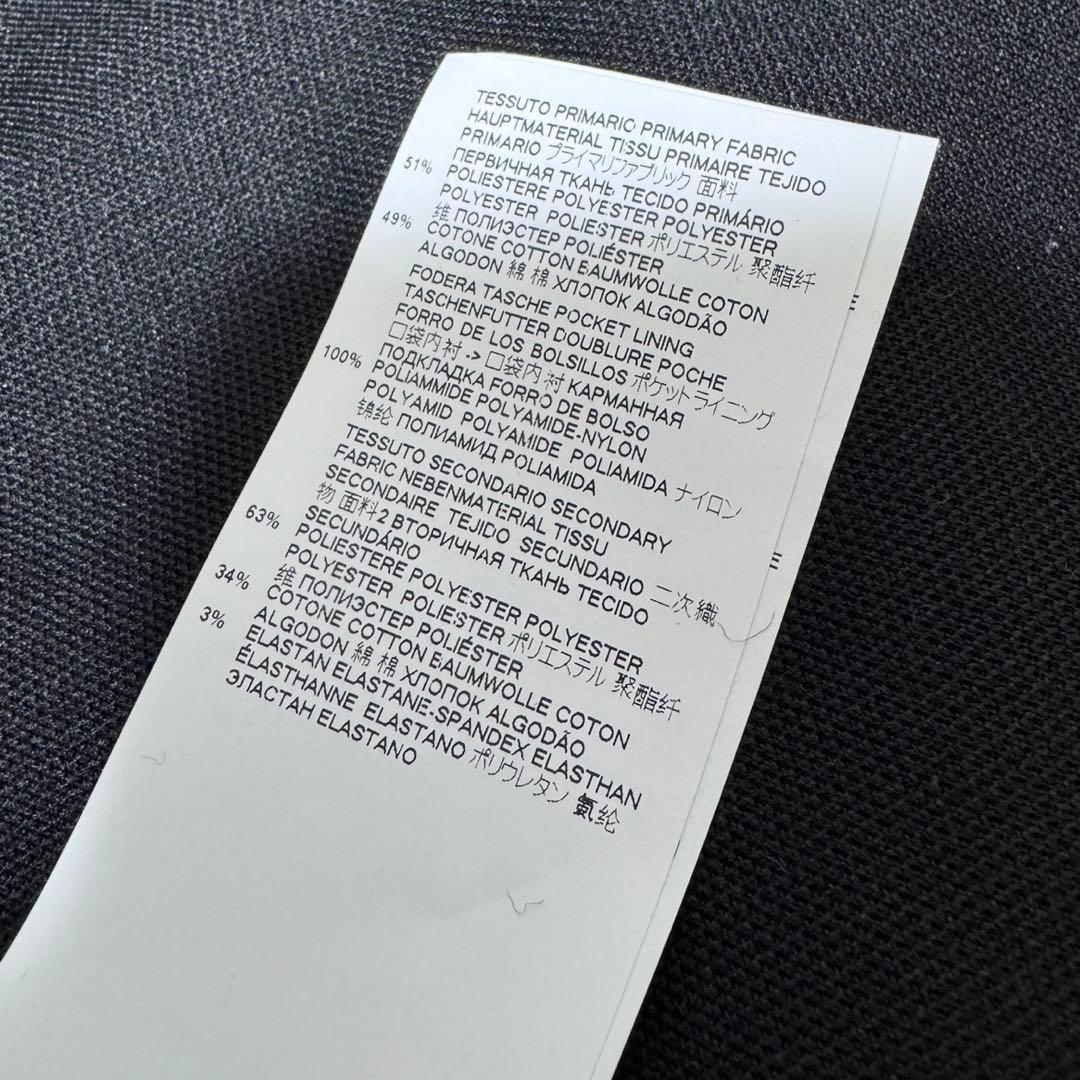 TESSUTO PRIMARIO PRIMARY FABRIC
HAUPTMATERIAL TISSU PRIMAIRE TEJIDO
PRIMARIO プライマリファブリック 面料
ПЕРВИЧНАЯ ТКАНЬ TECIDO PRIMÁRIO
51% POLIESTERE POLYESTER POLYESTER
POLYESTER POLIESTER ポリエステル 聚酯纤
维 ПОЛИЭСТЕР POLIÉSTER
49% COTONE COTTON BAUMWOLLE COTON
ALGODON 綿 棉 ХЛОПОК ALGODÃO
FODERA TASCHE POCKET LINING
TASCHENFUTTER DOUBLURE POCHE
FORRO DE LOS BOLSILLOS ポケットライニング
口袋内衬 -> 口袋内衬 КАРМАННАЯ
ПОДКЛАДКА FORRO DE BOLSO
100% POLIAMMIDE POLYAMIDE-NYLON
POLYAMID POLYAMIDE POLIAMIDA ナイロン
锦纶 ПОЛИАМИД POLIAMIDA
TESSUTO SECONDARIO SECONDARY
FABRIC NEBENMATERIAL TISSU
SECONDAIRE TEJIDO SECUNDARIO 二次織
物 面料2 ВТОРИЧНАЯ ТКАНЬ TECIDO
SECUNDÁRIO
63% POLIESTERE POLYESTER POLYESTER
POLYESTER POLIESTER ポリエステル 聚酯纤
维 ПОЛИЭСТЕР POLIÉSTER
34% COTONE COTTON BAUMWOLLE COTON
ALGODON 綿 棉 ХЛОПОК ALGODÃO
3% ELASTAN ELASTANE-SPANDEX ELASTHAN
ÉLASTHANNE ELASTANO ポリウレタン 氨纶
ЭЛАСТАН ELASTANO
E
E